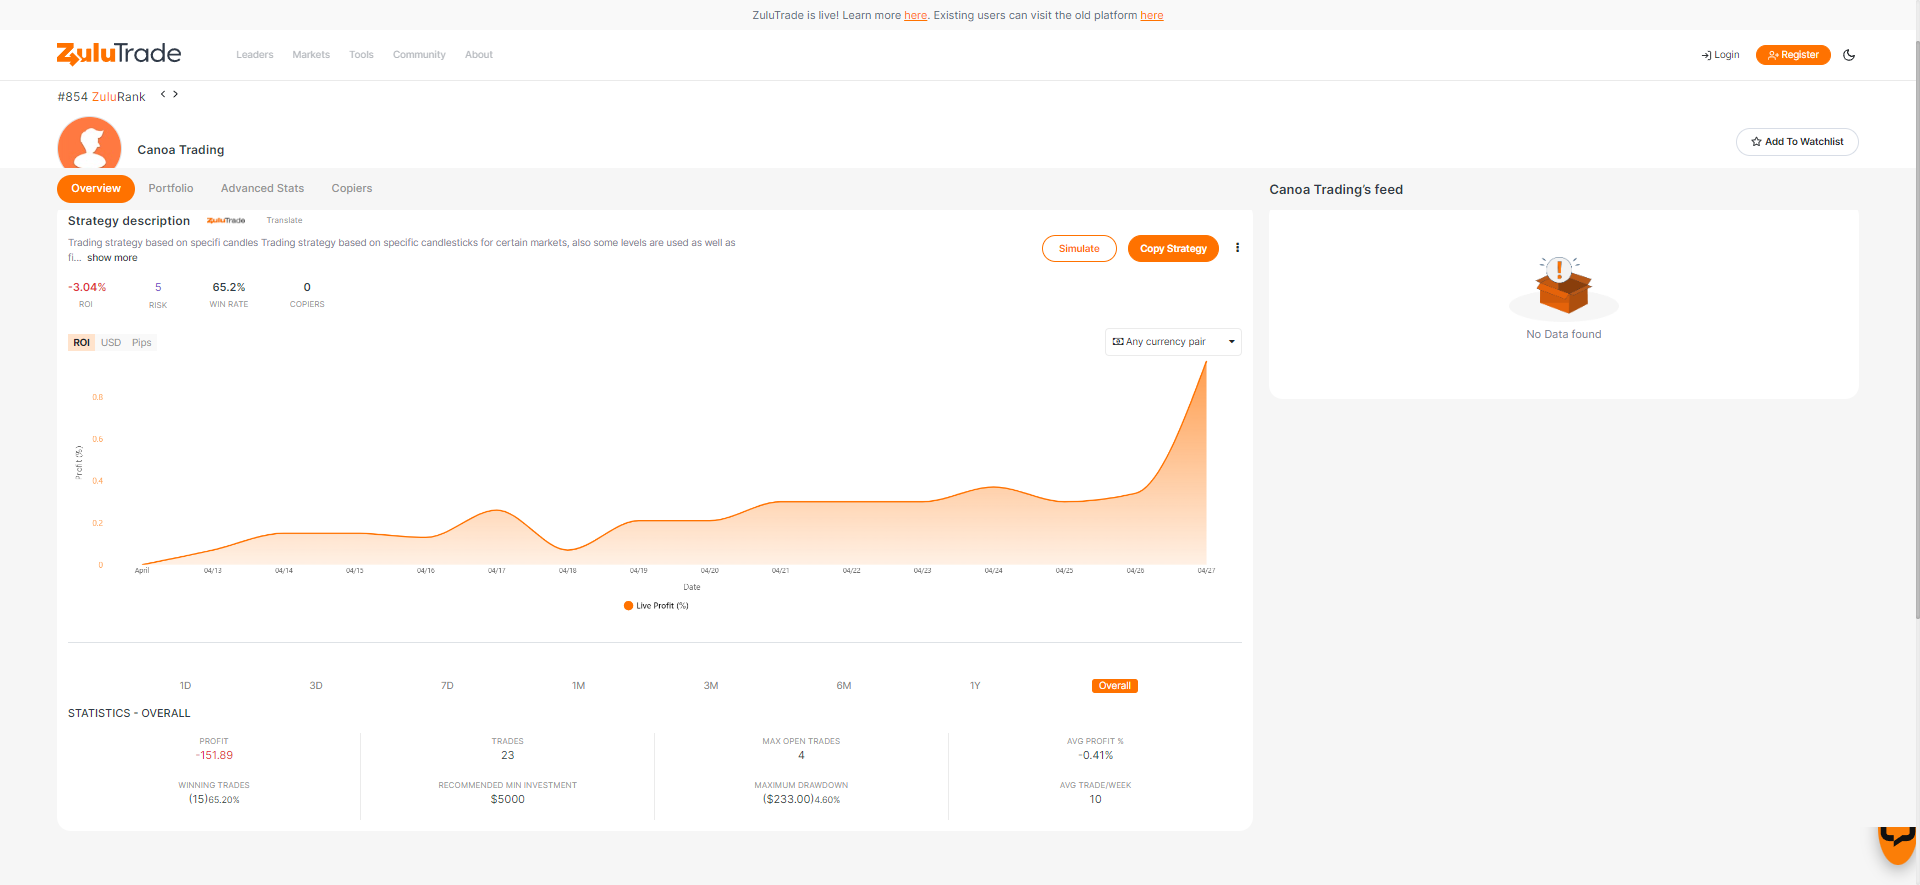 ZuluTrade is live! Learn more here. Existing users can visit the old platform here
ZuluTrade
Leaders Markets Tools Community About
Login Register
#854 ZuluRank
Canoa Trading
Add To Watchlist
Overview Portfolio Advanced Stats Copiers
Canoa Trading's feed
Strategy description ZuluTrade Translate
Trading strategy based on specifi candles Trading strategy based on specific candlesticks for certain markets, also some levels are used as well as
fi... show more
Simulate Copy Strategy
-3.04% 5 65.2% 0
ROI RISK WIN RATE COPIERS
No Data found
ROI USD Pips
Any currency pair
0.8
0.6
0.4
0.2
0
Profit (%)
April 04/13 04/14 04/15 04/16 04/17 04/18 04/19 04/20 04/21 04/22 04/23 04/24 04/25 04/26 04/27
Date
Live Profit (%)
1D 3D 7D 1M 3M 6M 1Y Overall
STATISTICS - OVERALL
PROFIT TRADES MAX OPEN TRADES AVG PROFIT %
-151.89 23 4 -0.41%
WINNING TRADES RECOMMENDED MIN INVESTMENT MAXIMUM DRAWDOWN AVG TRADE/WEEK
(15)65.20% $5000 ($233.00)4.60% 10